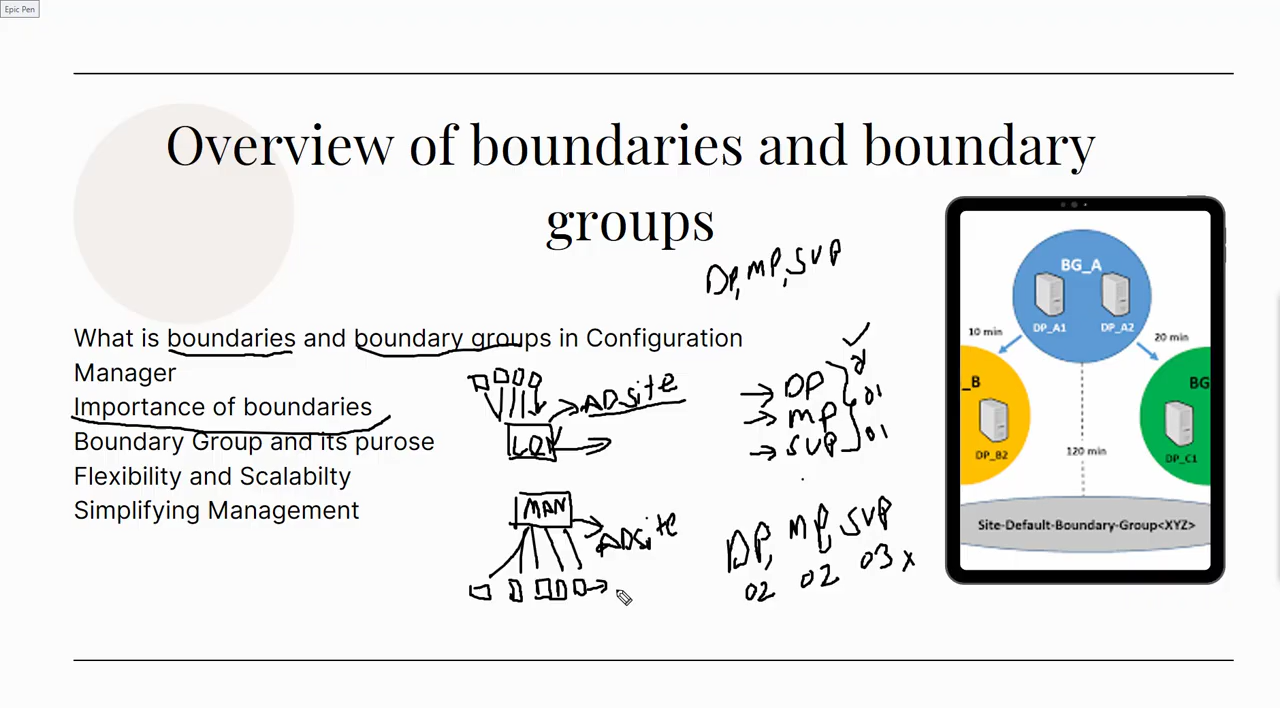 Epic Pen
Overview of boundaries and boundary
groups
DP, MP, SUP
What is boundaries and boundary groups in Configuration
Manager
Importance of boundaries
Boundary Group and its purose
Flexibility and Scalabilty
Simplifying Management
ADsite
LON
MAN
ADsite
DP
01
MP
SUP
01
DP, MP, SUP
02 02 03 x
BG_A
DP_A1 DP_A2
10 min
20 min
_B
BG
DP_B2
DP_C1
120 min
Site-Default-Boundary-Group<XYZ>